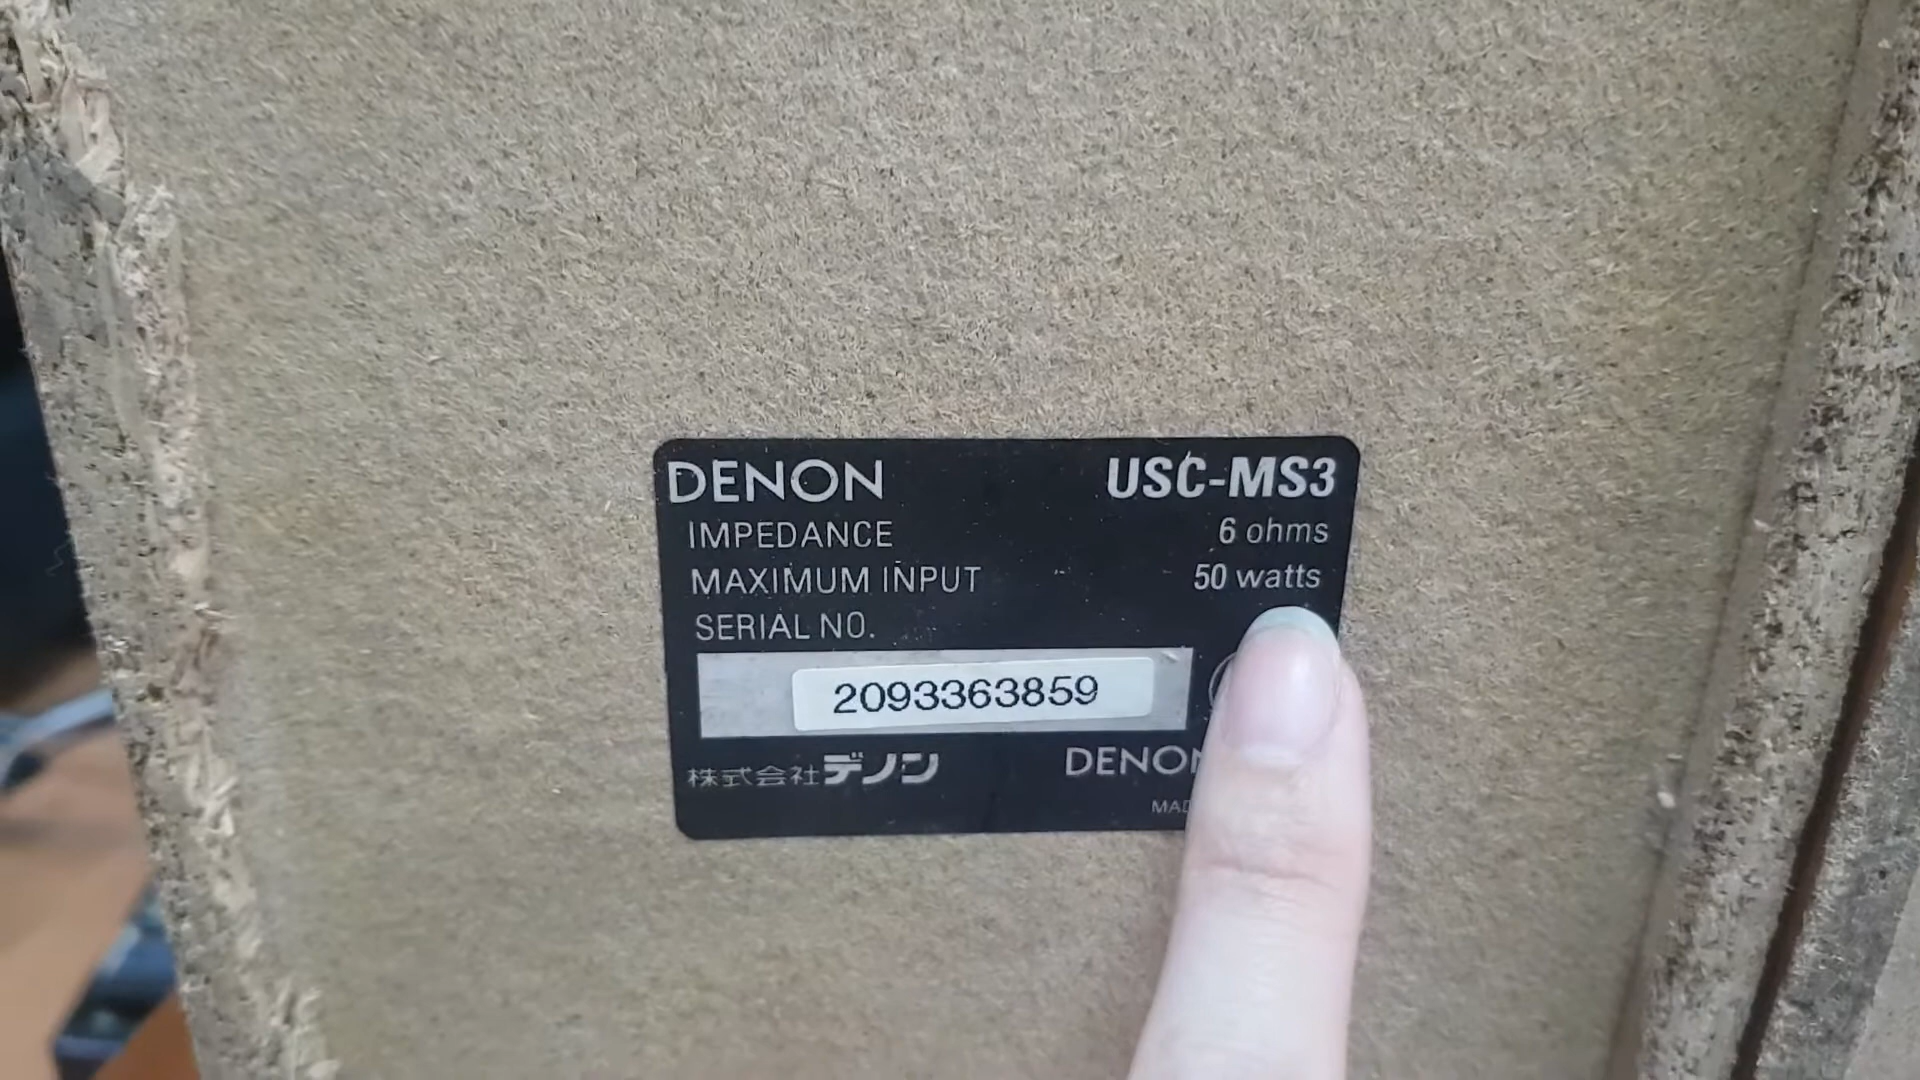 DENON USC-MS3
IMPEDANCE 6 ohms
MAXIMUM INPUT 50 watts
SERIAL NO.
2093363859
株式会社デノン DENON